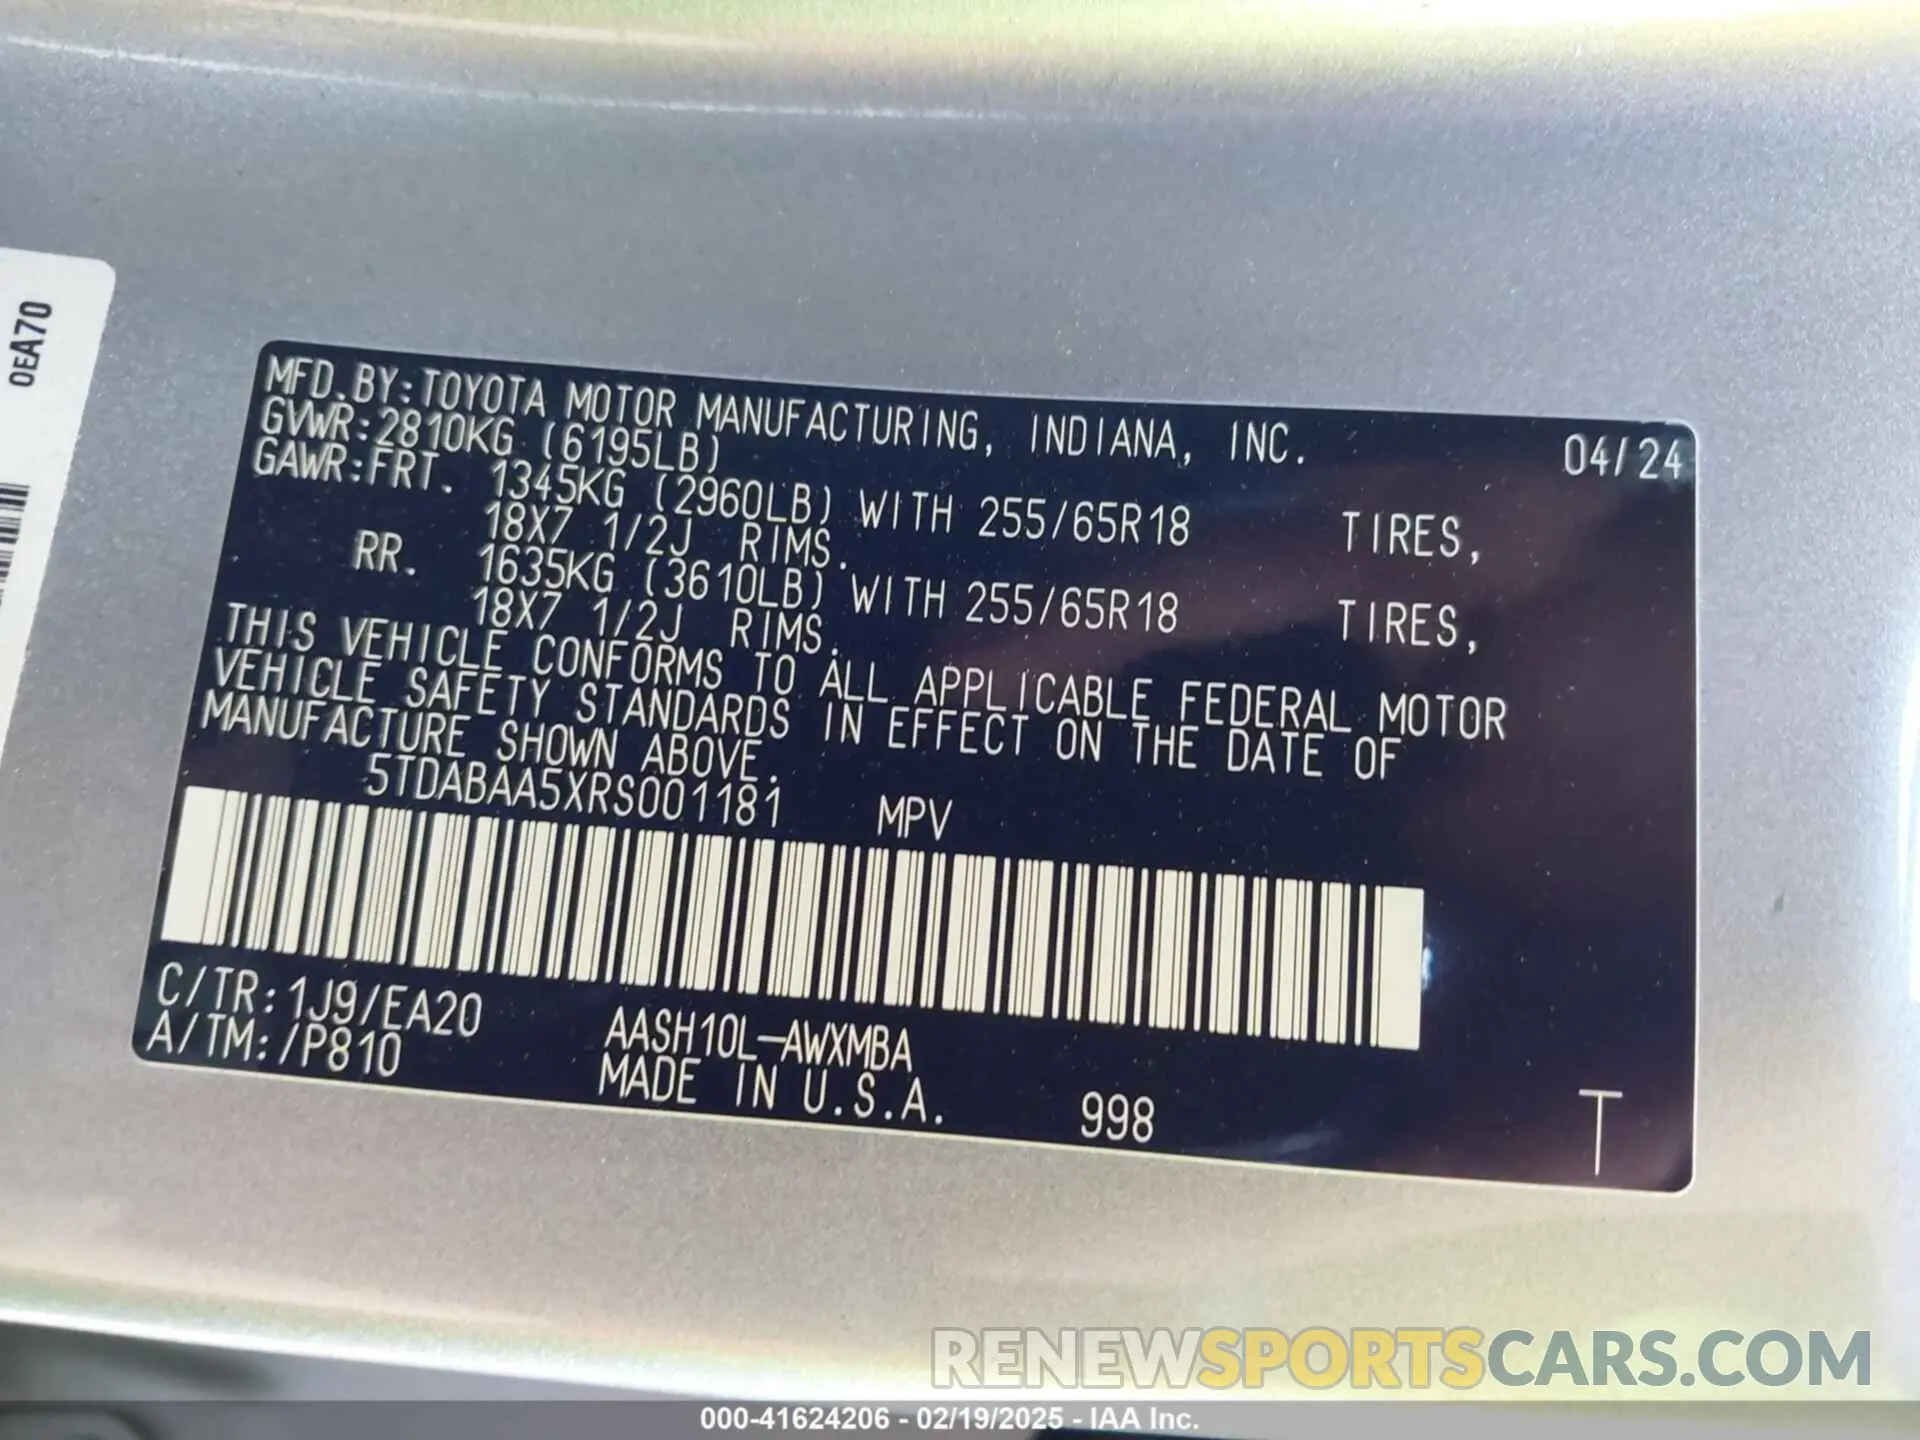 0EA70
MFD.BY:TOYOTA MOTOR MANUFACTURING, INDIANA, INC. 04/24
GVWR:2810KG (6195LB)
GAWR:FRT. 1345KG (2960LB) WITH 255/65R18 TIRES,
18X7 1/2J RIMS.
RR. 1635KG (3610LB) WITH 255/65R18 TIRES,
18X7 1/2J RIMS.
THIS VEHICLE CONFORMS TO ALL APPLICABLE FEDERAL MOTOR
VEHICLE SAFETY STANDARDS IN EFFECT ON THE DATE OF
MANUFACTURE SHOWN ABOVE.
5TDABAA5XRS001181 MPV
C/TR:1J9/EA20 AASH10L-AWXMBA
A/TM:/P810 MADE IN U.S.A. 998 T
RENEWSPORTSCARS.COM
000-41624206 - 02/19/2025 - IAA Inc.